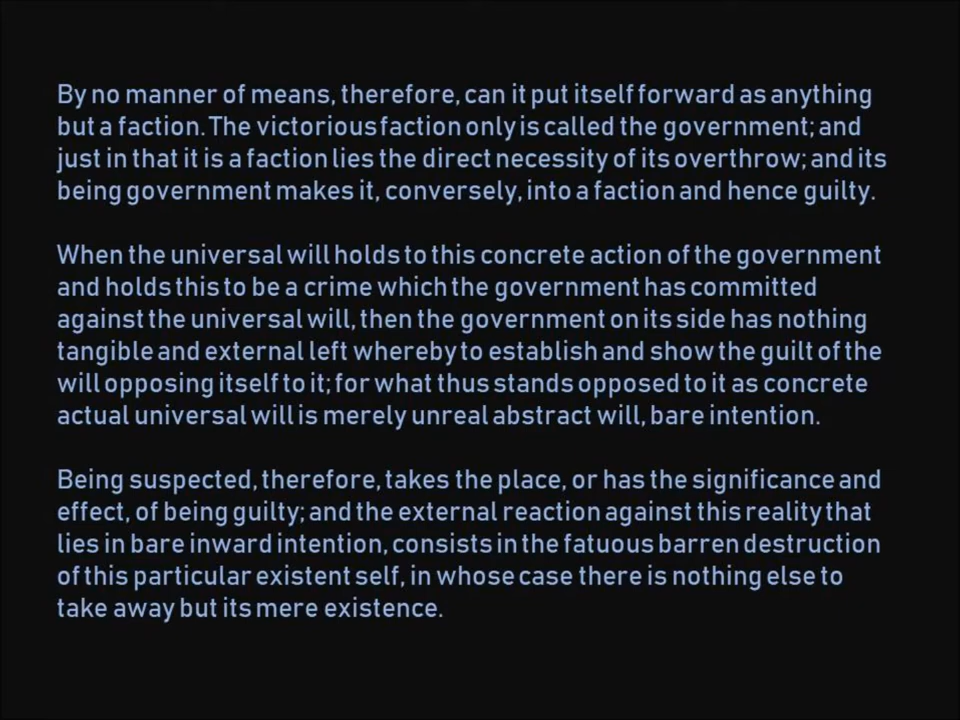 By no manner of means, therefore, can it put itself forward as anything
but a faction. The victorious faction only is called the government; and
just in that it is a faction lies the direct necessity of its overthrow; and its
being government makes it, conversely, into a faction and hence guilty.
When the universal will holds to this concrete action of the government
and holds this to be a crime which the government has committed
against the universal will, then the government on its side has nothing
tangible and external left whereby to establish and show the guilt of the
will opposing itself to it; for what thus stands opposed to it as concrete
actual universal will is merely unreal abstract will, bare intention.
Being suspected, therefore, takes the place, or has the significance and
effect, of being guilty; and the external reaction against this reality that
lies in bare inward intention, consists in the fatuous barren destruction
of this particular existent self, in whose case there is nothing else to
take away but its mere existence.